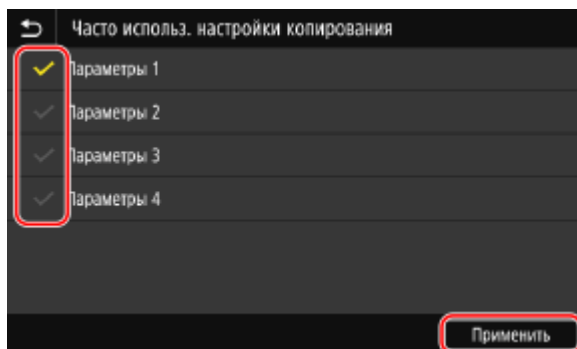 Часто использ. настройки копирования
Параметры 1
Параметры 2
Параметры 3
Параметры 4
Применить